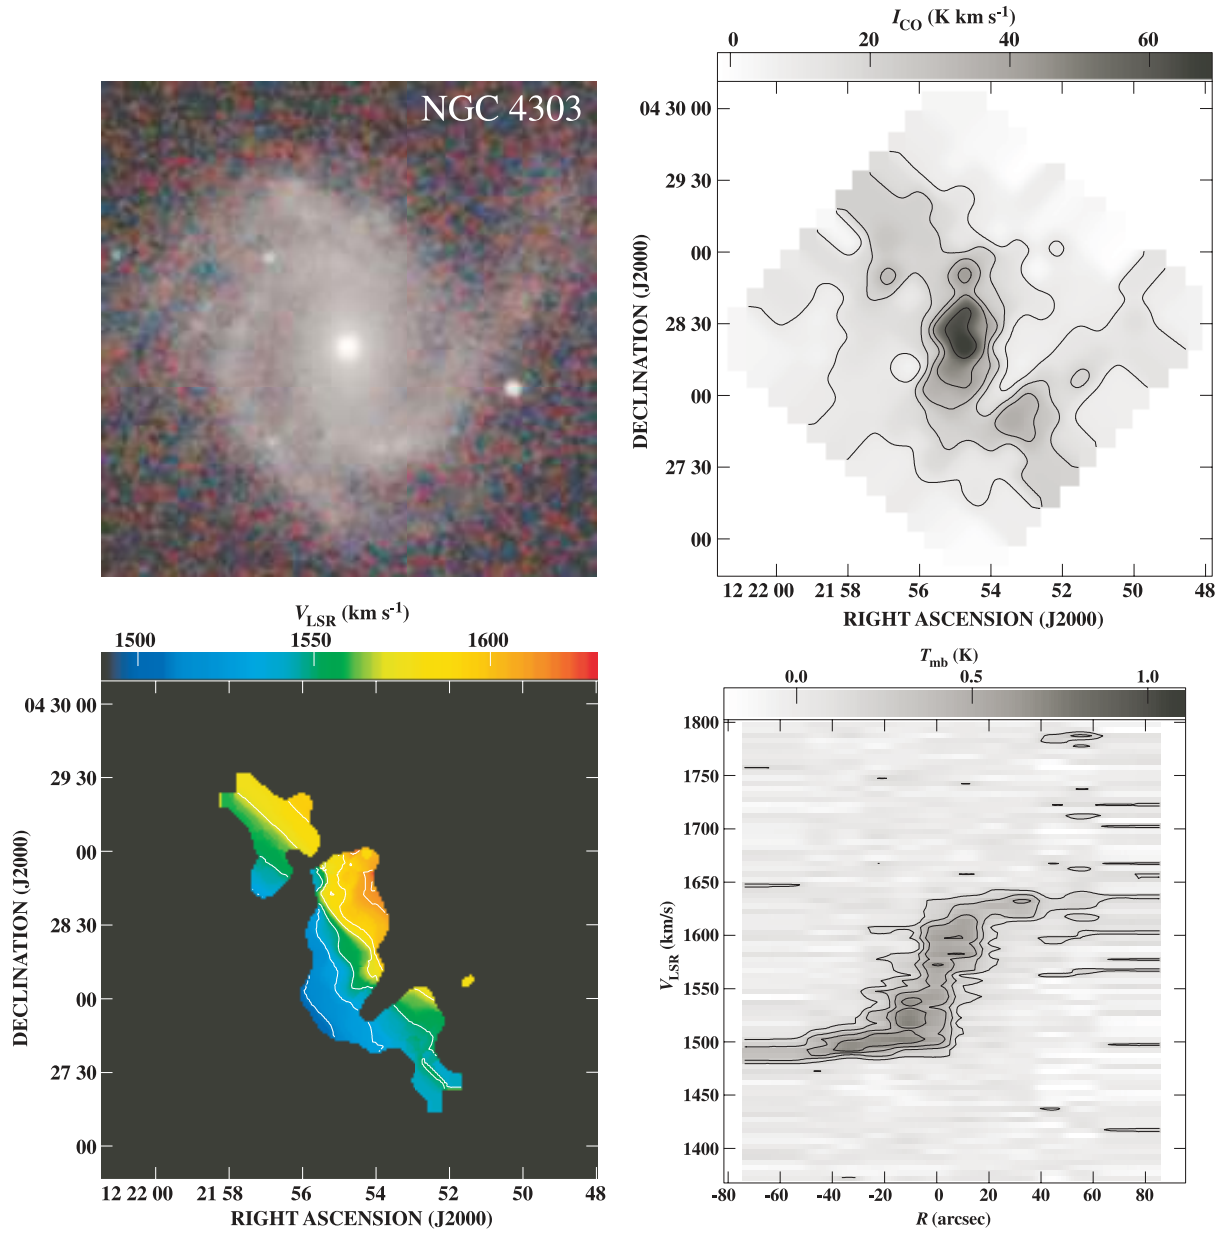 NGC 4303
I_CO (K km s⁻¹)
0 20 40 60
DECLINATION (J2000)
04 30 00
29 30
00
28 30
00
27 30
00
12 22 00 21 58 56 54 52 50 48
RIGHT ASCENSION (J2000)
V_LSR (km s⁻¹)
1500 1550 1600
DECLINATION (J2000)
04 30 00
29 30
00
28 30
00
27 30
00
12 22 00 21 58 56 54 52 50 48
RIGHT ASCENSION (J2000)
T_mb (K)
0.0 0.5 1.0
V_LSR (km/s)
1800
1750
1700
1650
1600
1550
1500
1450
1400
-80 -60 -40 -20 0 20 40 60 80
R (arcsec)